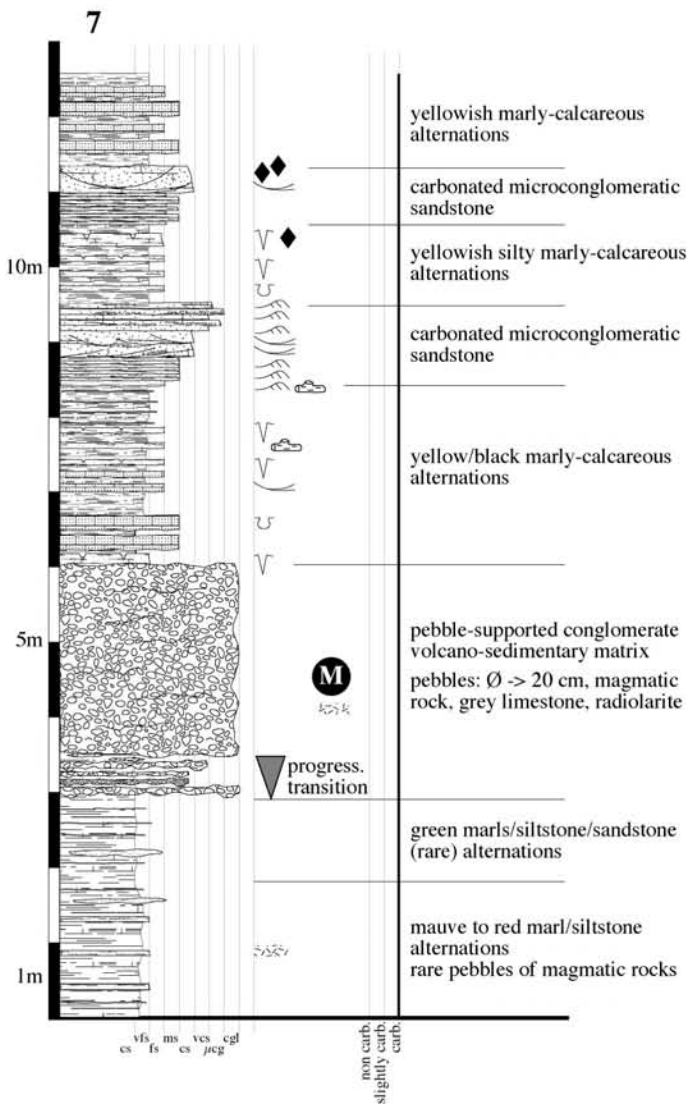 7
yellowish marly-calcareous
alternations
carbonated microconglomeratic
sandstone
10m
yellowish silty marly-calcareous
alternations
carbonated microconglomeratic
sandstone
yellow/black marly-calcareous
alternations
5m
pebble-supported conglomerate
volcano-sedimentary matrix
pebbles: Ø -> 20 cm, magmatic
rock, grey limestone, radiolarite
M
progress.
transition
green marls/siltstone/sandstone
(rare) alternations
mauve to red marl/siltstone
alternations
rare pebbles of magmatic rocks
1m
cs
vfs
fs
ms
cs
vcs
µcg
cgl
non carb.
slightly carb.
carb.